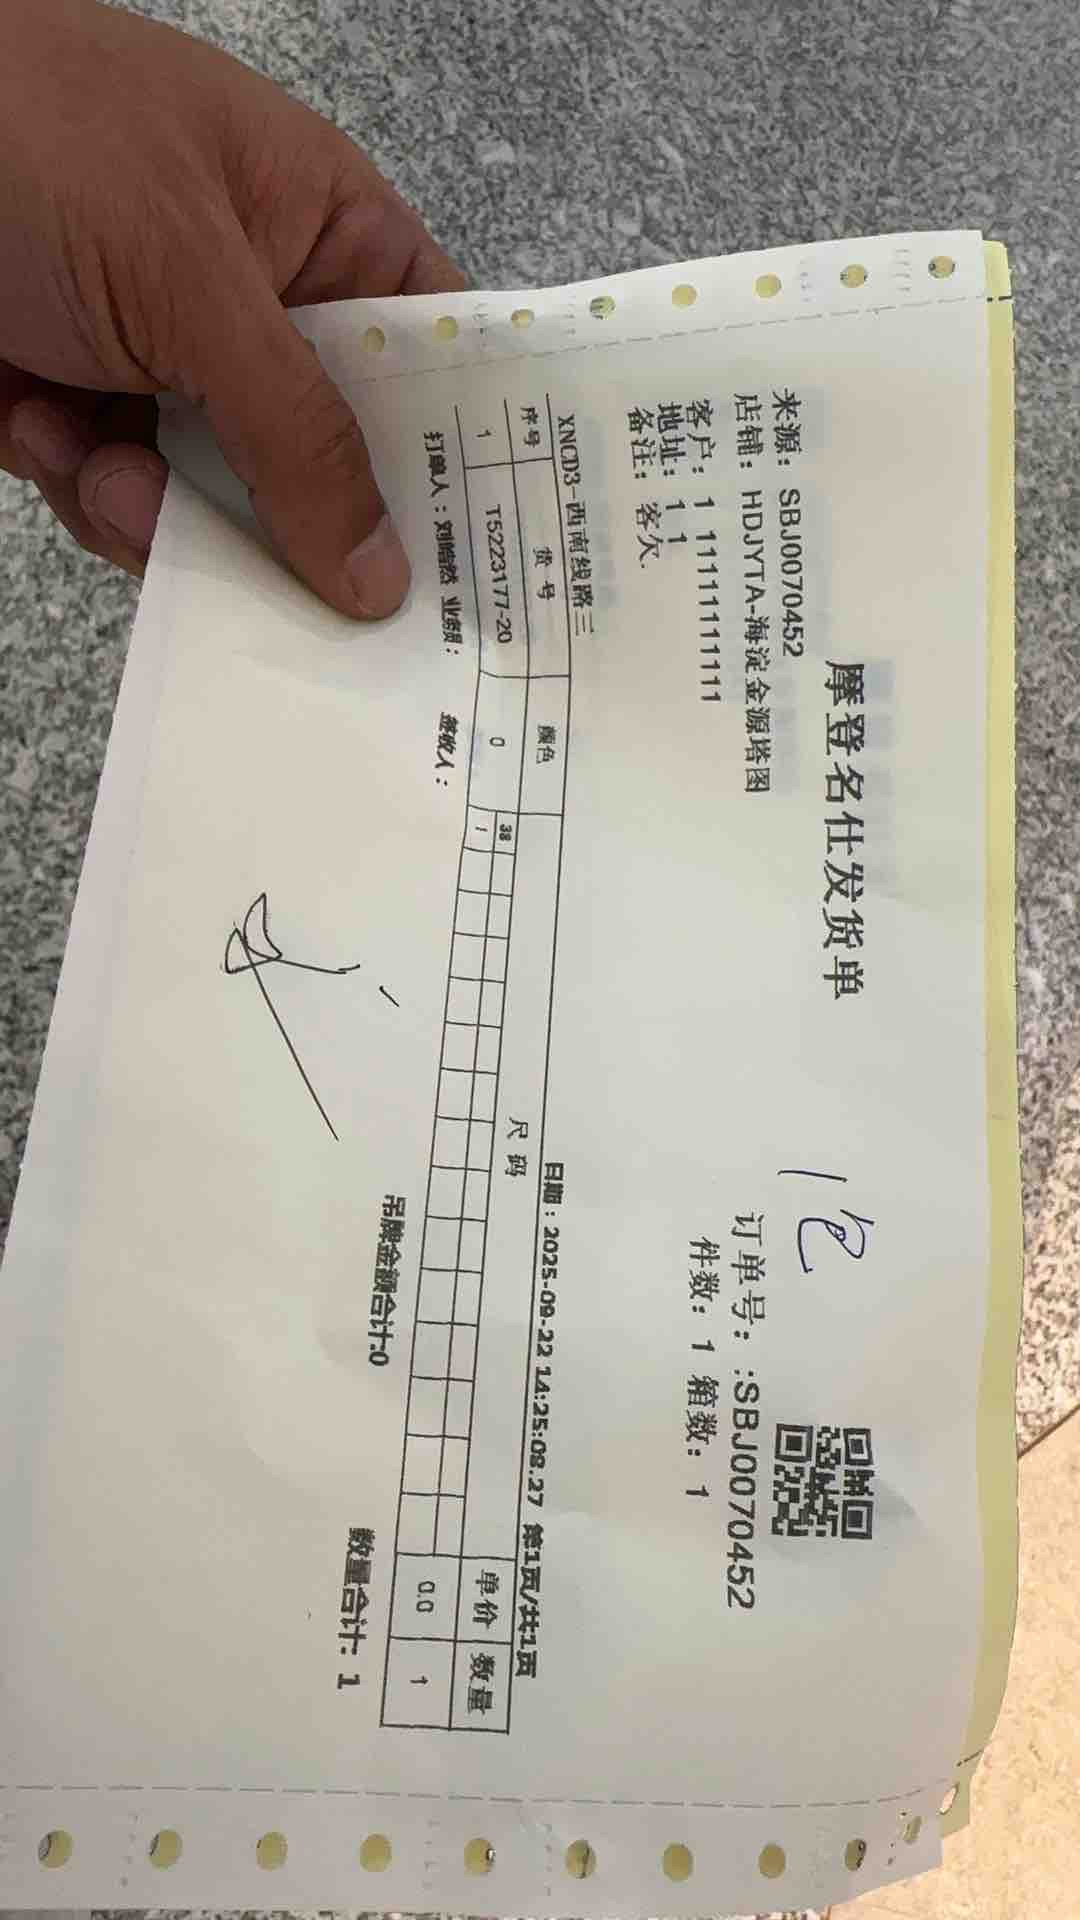 摩登名仕发货单
1包
来源：SBJ0070452
店铺：HDJYTA-海淀金源塔图
订单号：:SBJ0070452
客户：1 11111111111
件数：1 箱数：1
地址：1 1
备注：客欠.
XNCD3-西南线路三
日期：2025-09-22 14:25:08.27 第1页/共1页
序号 货号 颜色 尺码 单价 数量
38
1 T5223177-20 0 1 0.0 1
打单人：刘皓然 业务员： 签收人： 吊牌金额合计:0 数量合计：1